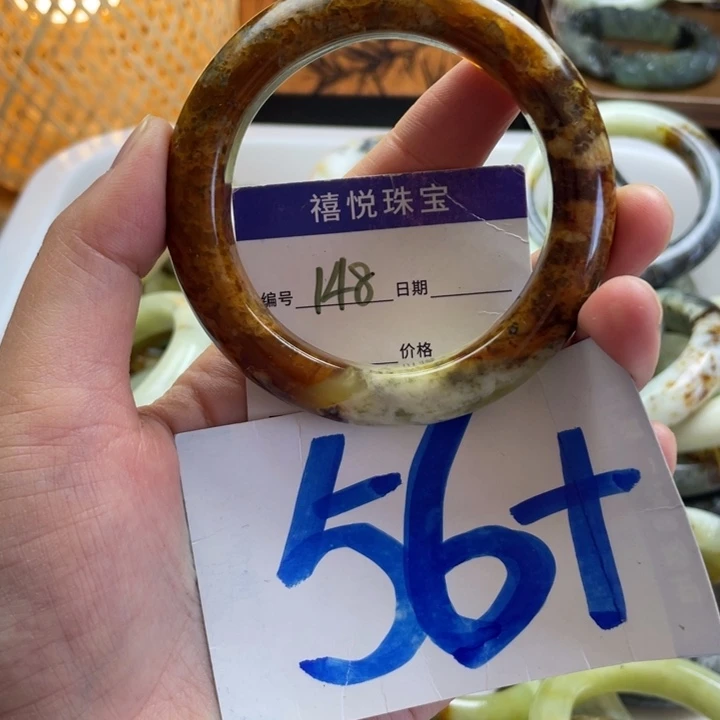 禧悦珠宝
编号 148 日期
价格
56+